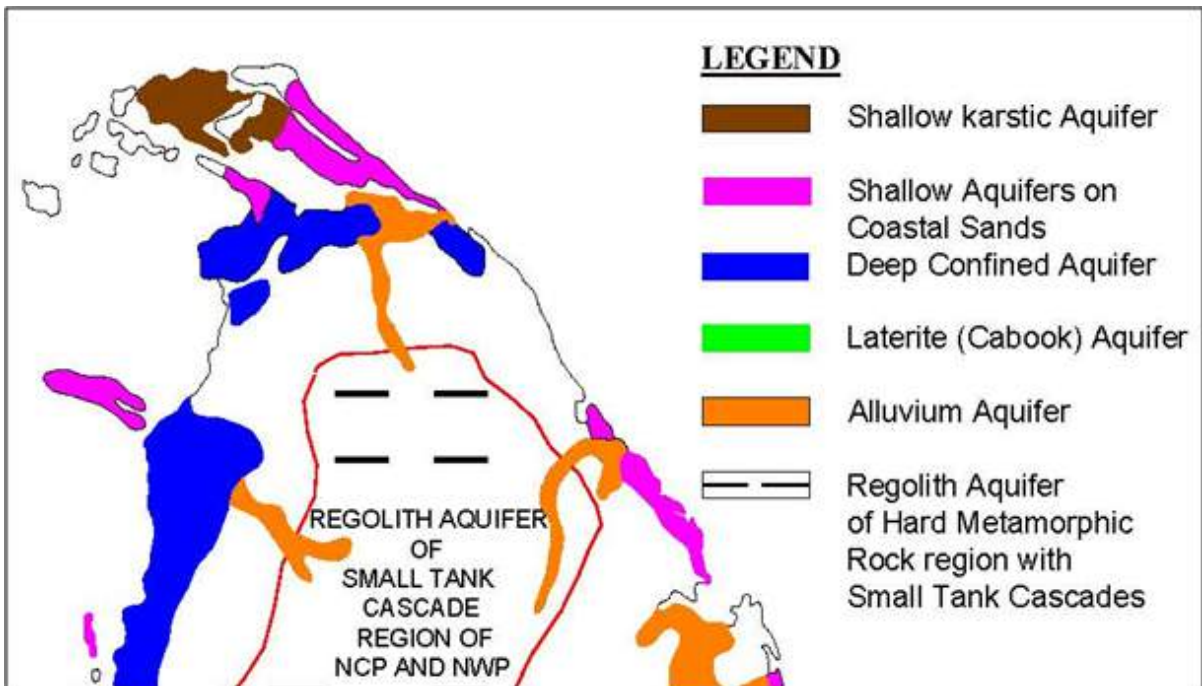 LEGEND
Shallow karstic Aquifer
Shallow Aquifers on
Coastal Sands
Deep Confined Aquifer
Laterite (Cabook) Aquifer
Alluvium Aquifer
Regolith Aquifer
of Hard Metamorphic
Rock region with
Small Tank Cascades
REGOLITH AQUIFER
OF
SMALL TANK
CASCADE
REGION OF
NCP AND NWP